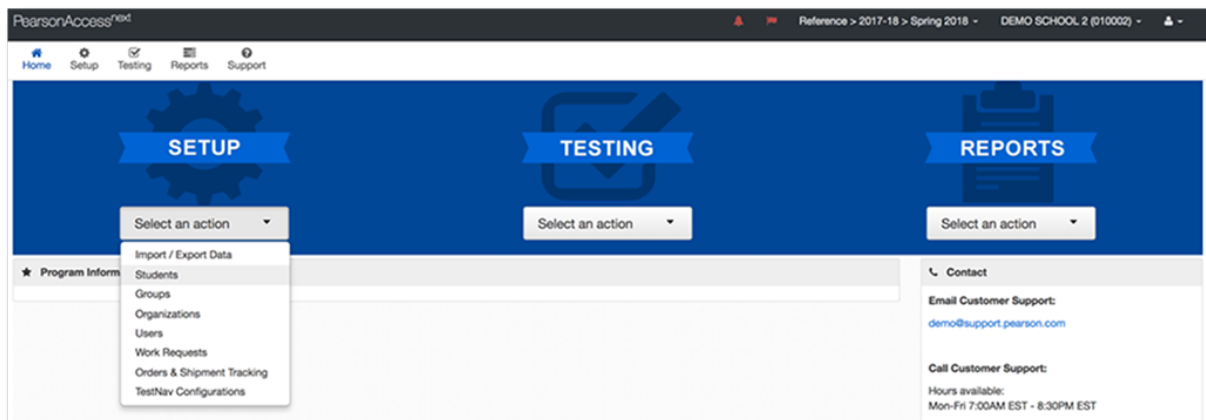 PearsonAccessnext
Reference > 2017-18 > Spring 2018
DEMO SCHOOL 2 (010002)
Home Setup Testing Reports Support
SETUP
TESTING
REPORTS
Select an action
Select an action
Select an action
Import / Export Data
Students
Groups
Organizations
Users
Work Requests
Orders & Shipment Tracking
TestNav Configurations
Program Inform
Contact
Email Customer Support:
demo@support.pearson.com
Call Customer Support:
Hours available:
Mon-Fri 7:00AM EST - 8:30PM EST